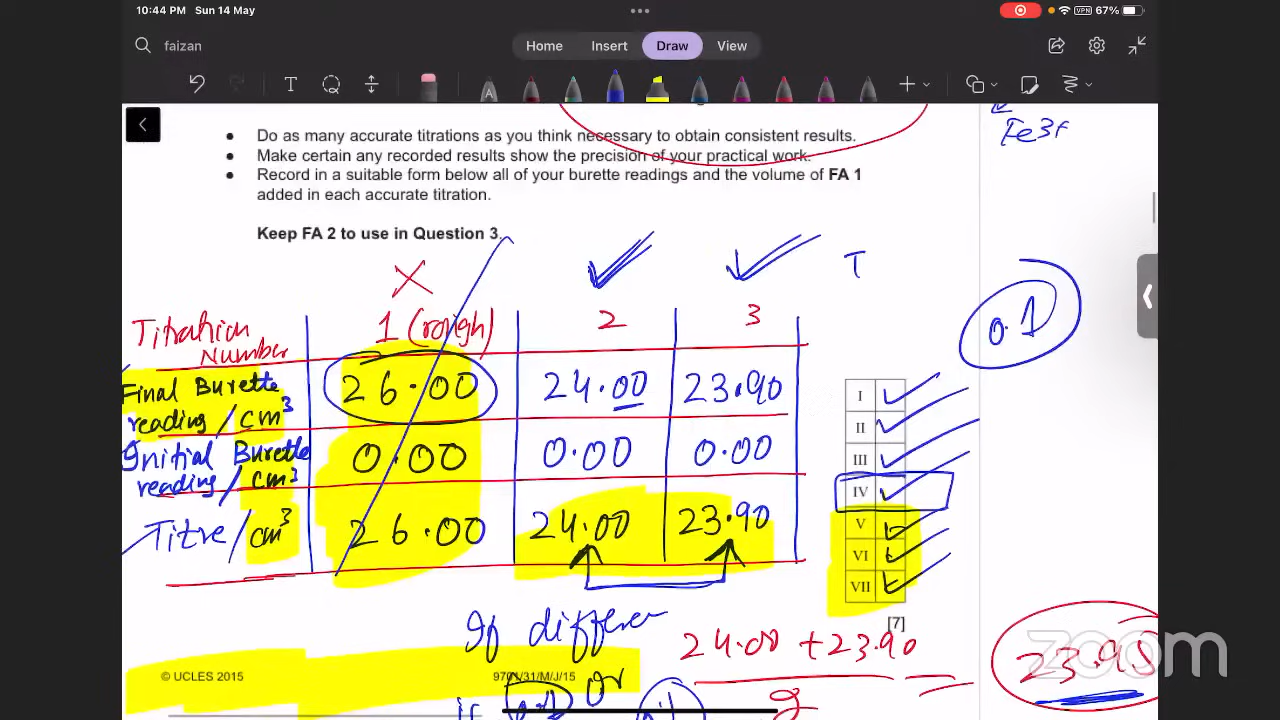 10:44 PM Sun 14 May
VPN 67%
faizan
Home Insert Draw View
Fe3+
• Do as many accurate titrations as you think necessary to obtain consistent results.
• Make certain any recorded results show the precision of your practical work.
• Record in a suitable form below all of your burette readings and the volume of FA 1
added in each accurate titration.
Keep FA 2 to use in Question 3.
T
0.1
Titration Number 1 (rough) 2 3
Final Burette reading / cm³ 26.00 24.00 23.90
Initial Burette reading / cm³ 0.00 0.00 0.00
Titre / cm³ 26.00 24.00 23.90
I
II
III
IV
V
VI
VII
[7]
If differen
24.00 + 23.90
2
23.95
zoom
© UCLES 2015 9701/31/M/J/15
or